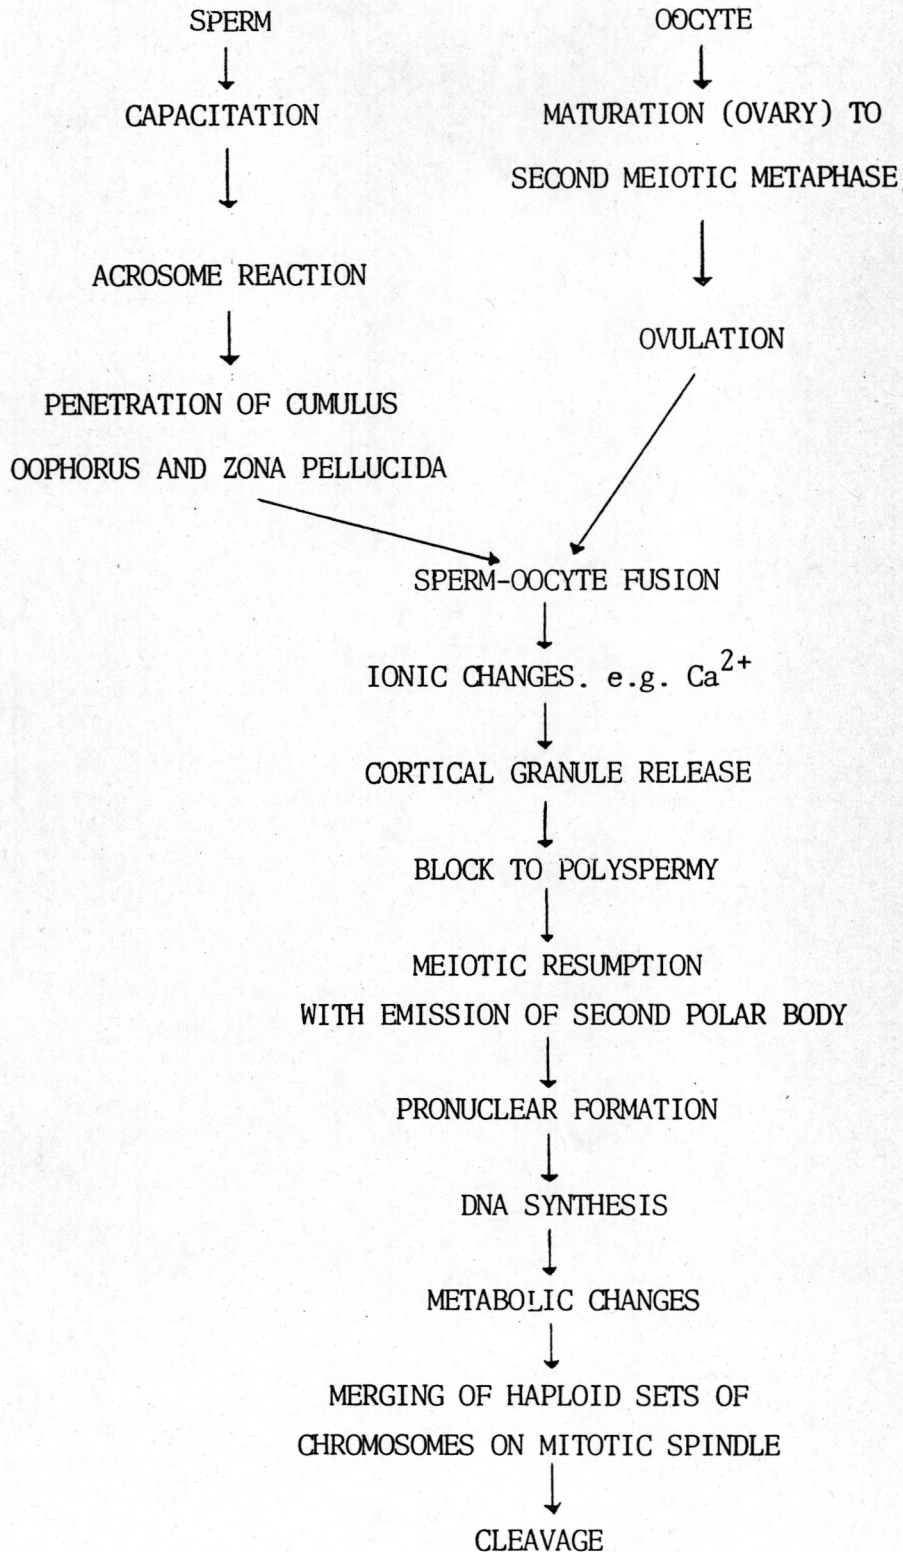 SPERM
OOCYTE
CAPACITATION
MATURATION (OVARY) TO
SECOND MEIOTIC METAPHASE
ACROSOME REACTION
OVULATION
PENETRATION OF CUMULUS
OOPHORUS AND ZONA PELLUCIDA
SPERM-OOCYTE FUSION
IONIC CHANGES. e.g. Ca²⁺
CORTICAL GRANULE RELEASE
BLOCK TO POLYSPERMY
MEIOTIC RESUMPTION
WITH EMISSION OF SECOND POLAR BODY
PRONUCLEAR FORMATION
DNA SYNTHESIS
METABOLIC CHANGES
MERGING OF HAPLOID SETS OF
CHROMOSOMES ON MITOTIC SPINDLE
CLEAVAGE